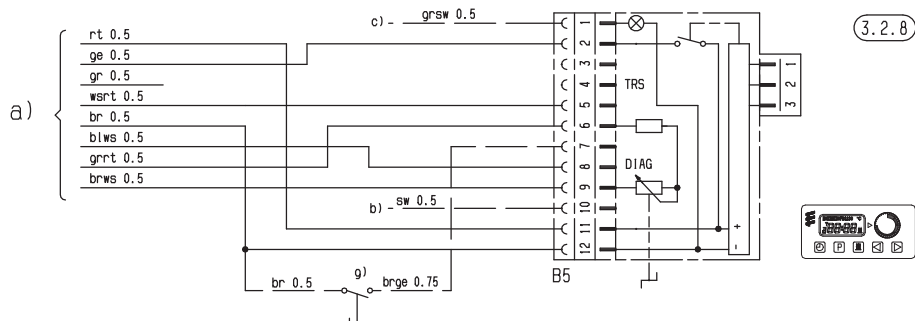 c) grsw 0.5
3.2.8
a)
rt 0.5
ge 0.5
gr 0.5
wsrt 0.5
br 0.5
blws 0.5
grrt 0.5
brws 0.5
b) sw 0.5
1
2
3
4
5
6
7
8
9
10
11
12
TRS
DIAG
+
-
1
2
3
B5
g)
br 0.5
brge 0.75
P